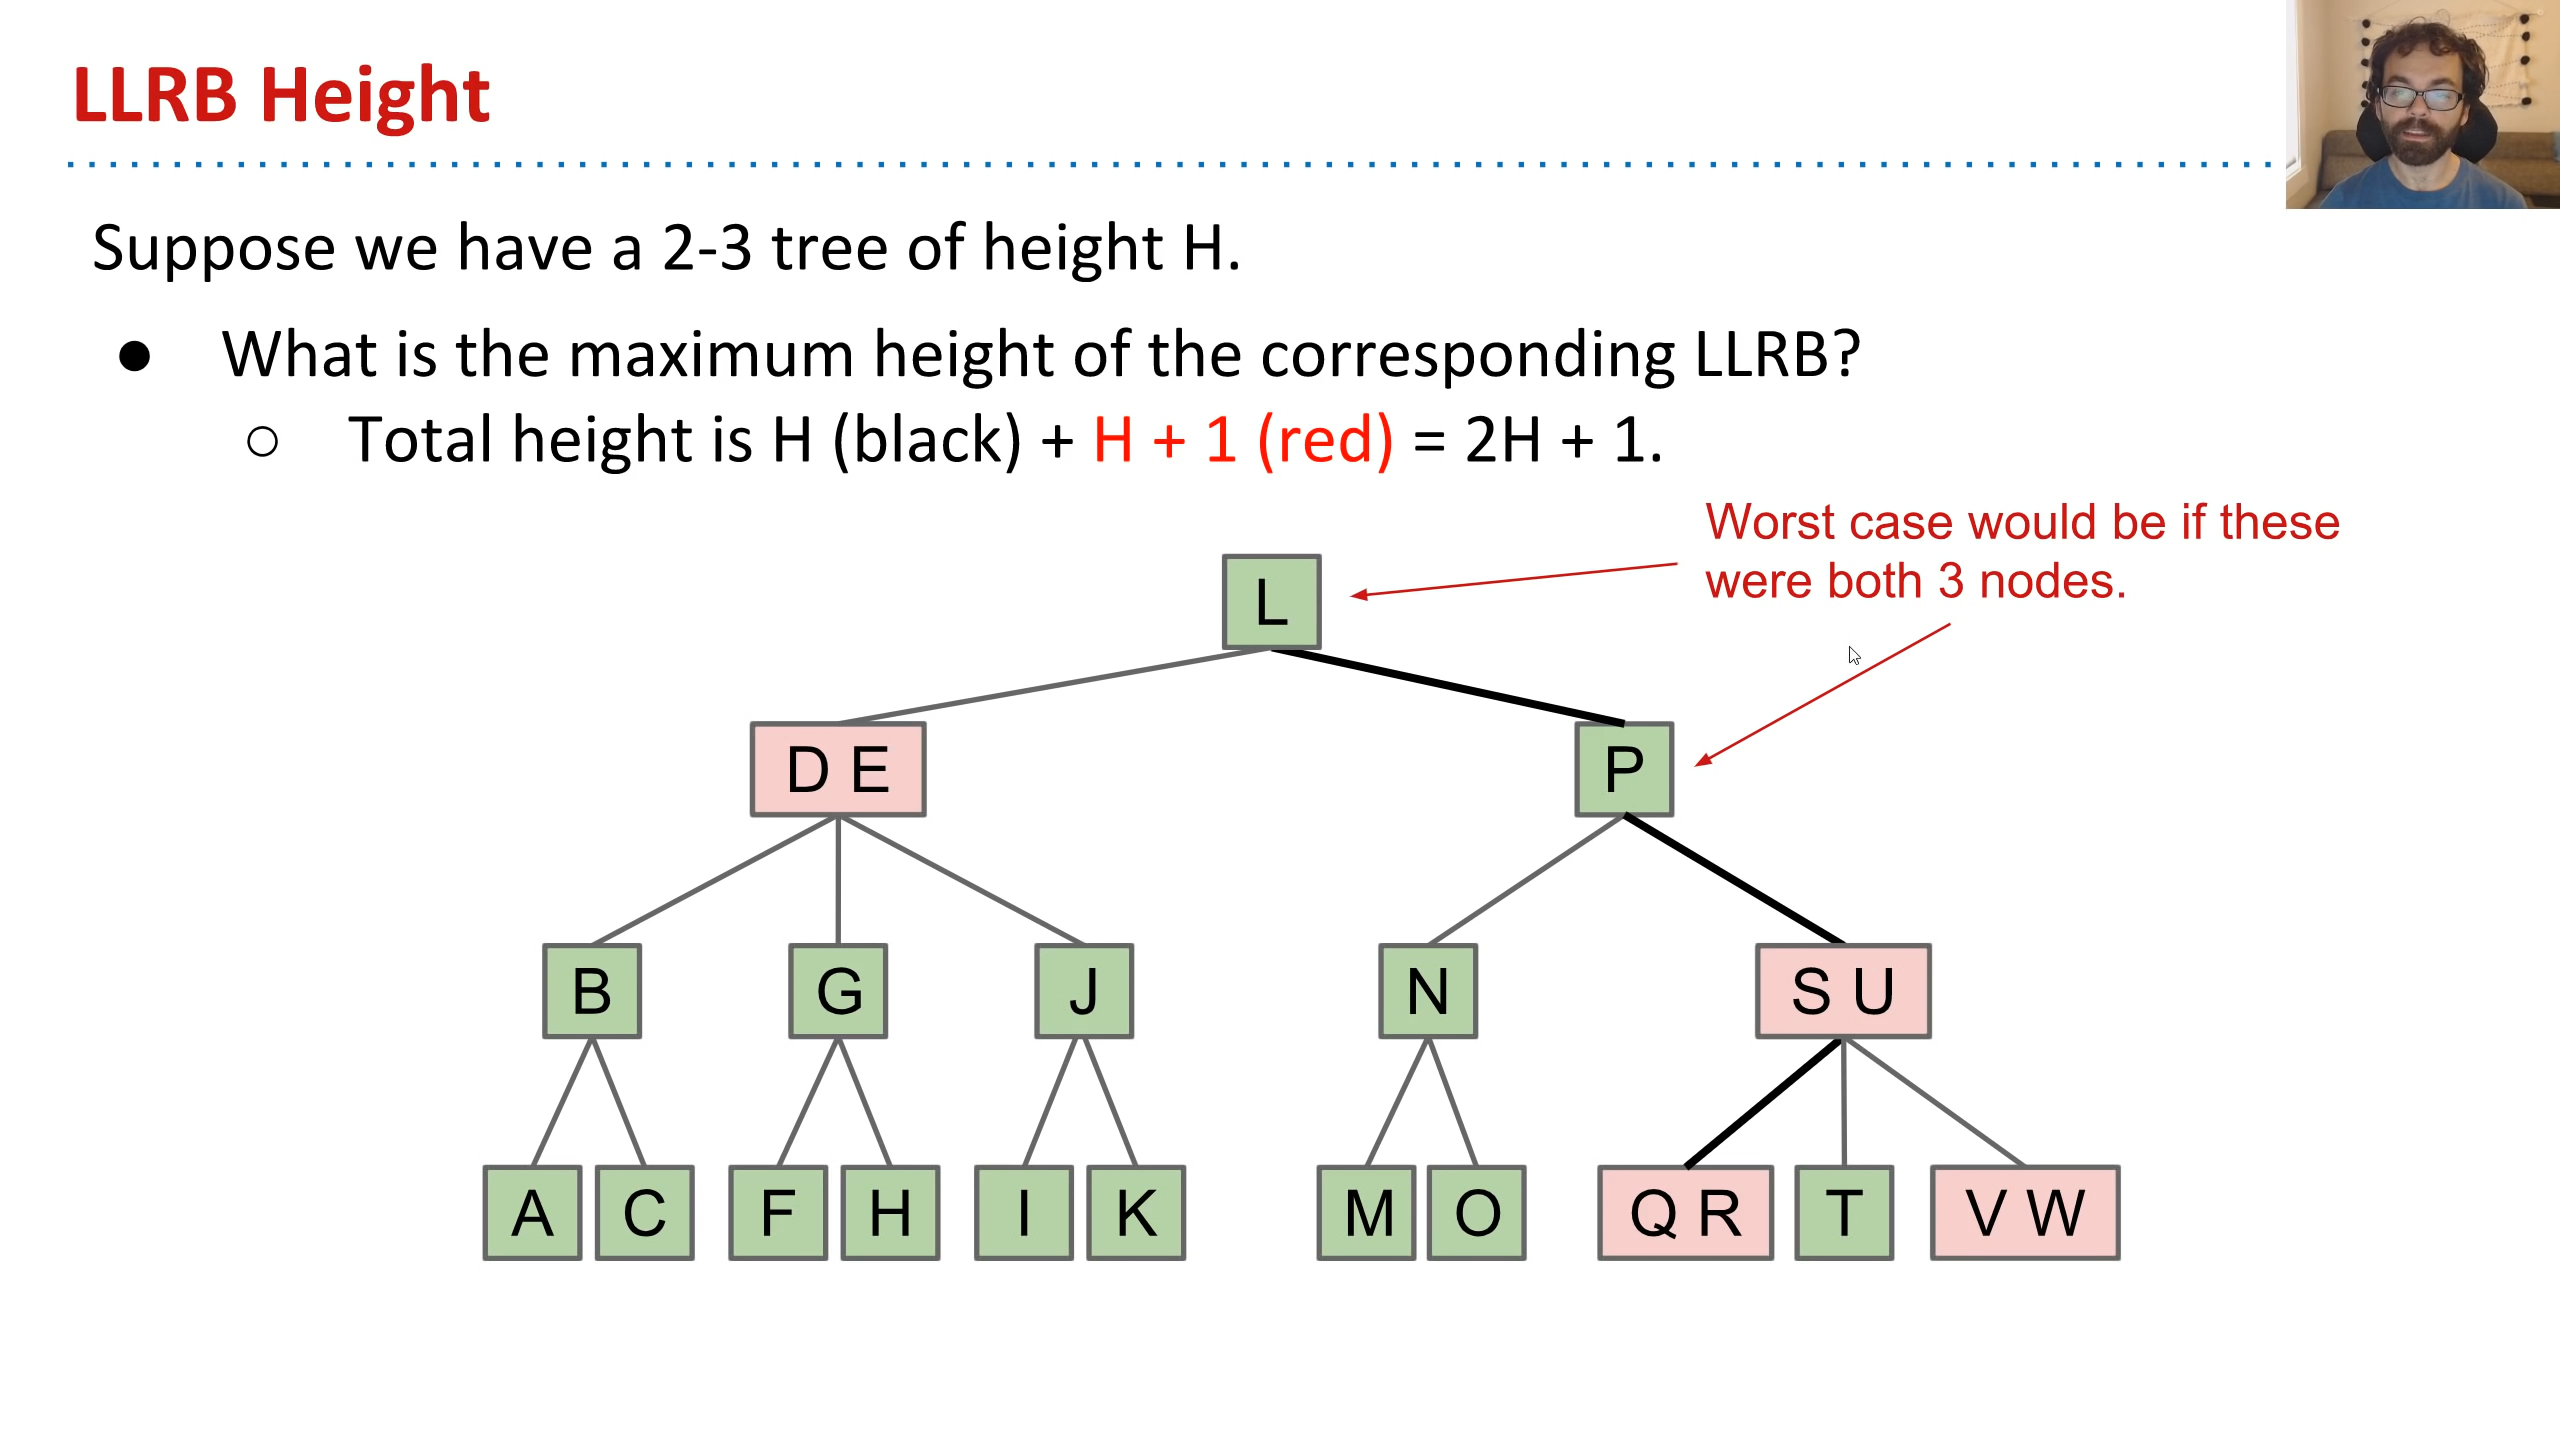 LLRB Height
Suppose we have a 2-3 tree of height H.
● What is the maximum height of the corresponding LLRB?
○ Total height is H (black) + H + 1 (red) = 2H + 1.
Worst case would be if these
were both 3 nodes.
L
D E
P
B
G
J
N
S U
A
C
F
H
I
K
M
O
Q R
T
V W